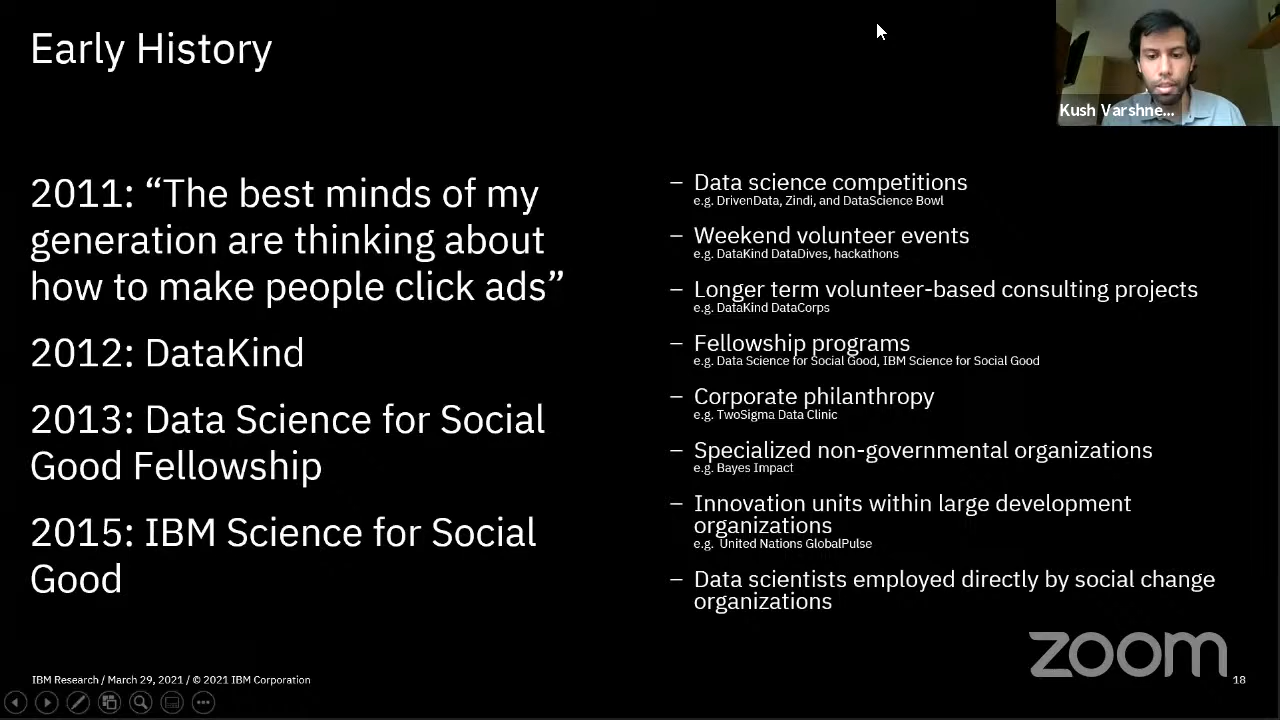 Early History
Kush Varshne...
2011: “The best minds of my
generation are thinking about
how to make people click ads”
2012: DataKind
2013: Data Science for Social
Good Fellowship
2015: IBM Science for Social
Good
– Data science competitions
e.g. DrivenData, Zindi, and DataScience Bowl
– Weekend volunteer events
e.g. DataKind DataDives, hackathons
– Longer term volunteer-based consulting projects
e.g. DataKind DataCorps
– Fellowship programs
e.g. Data Science for Social Good, IBM Science for Social Good
– Corporate philanthropy
e.g. TwoSigma Data Clinic
– Specialized non-governmental organizations
e.g. Bayes Impact
– Innovation units within large development
organizations
e.g. United Nations GlobalPulse
– Data scientists employed directly by social change
organizations
zoom
IBM Research / March 29, 2021 / © 2021 IBM Corporation
18